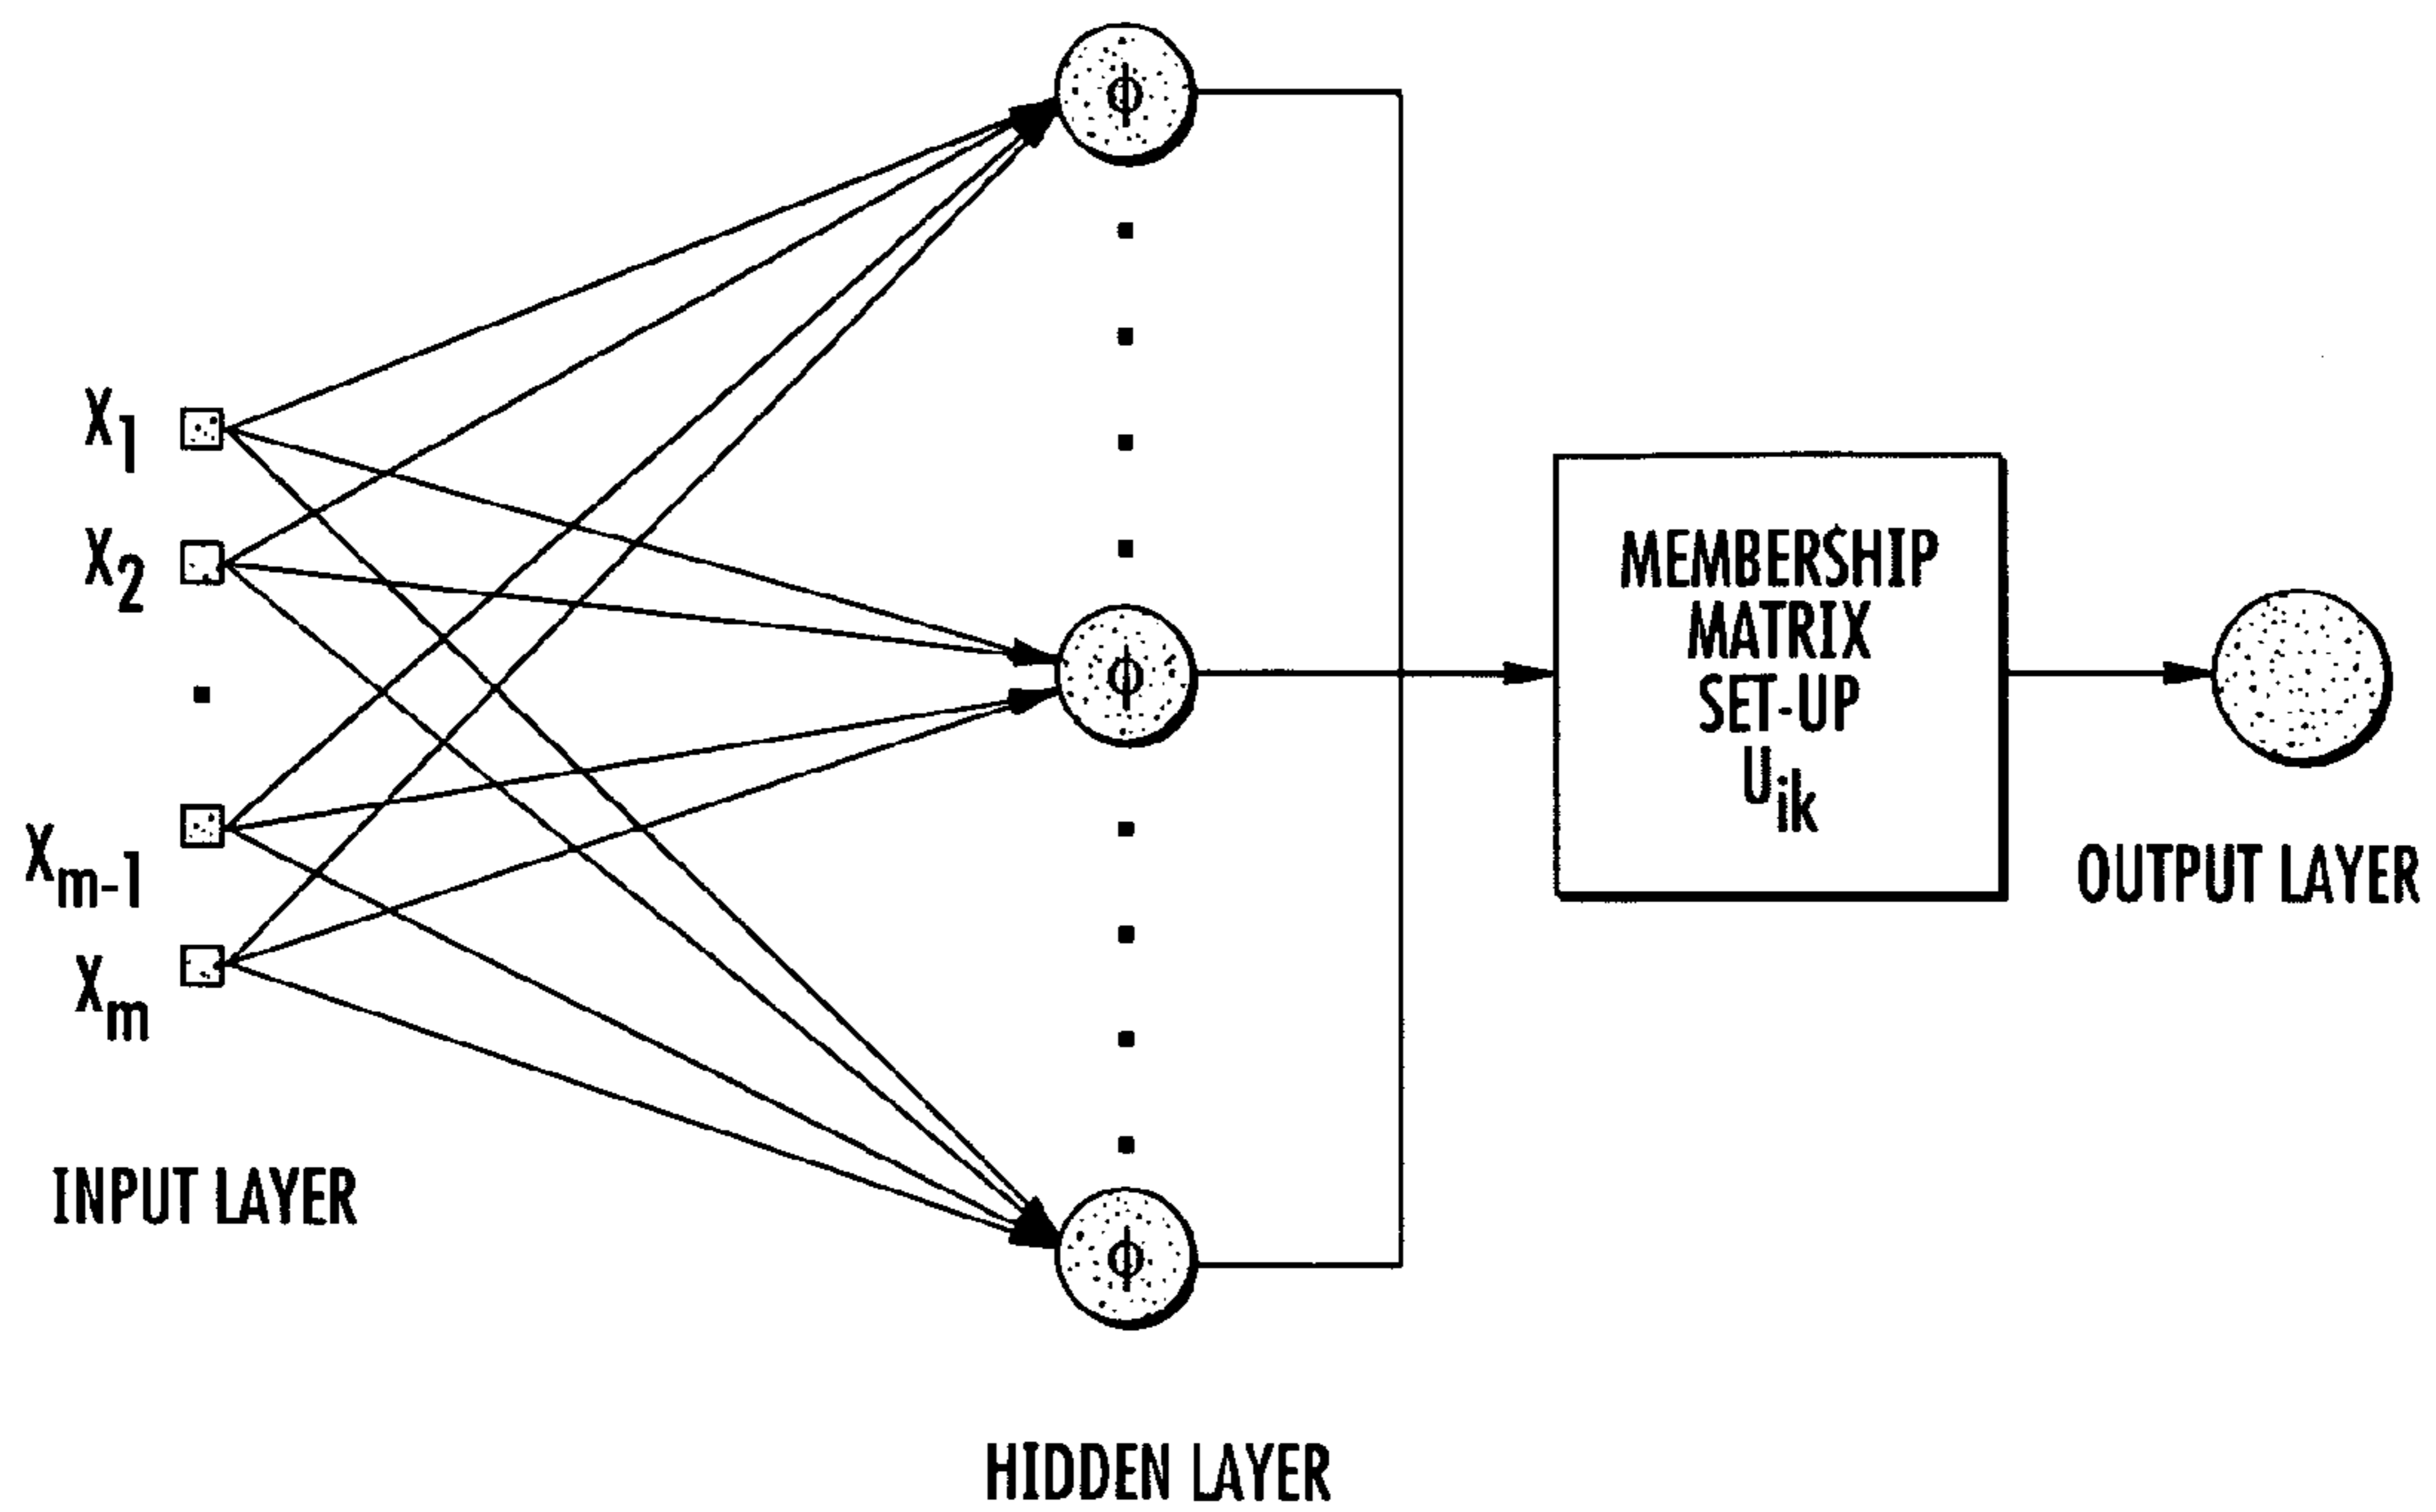 ϕ
X1
X2
Xm-1
Xm
ϕ
MEMBERSHIP
MATRIX
SET-UP
Uik
OUTPUT LAYER
INPUT LAYER
ϕ
HIDDEN LAYER